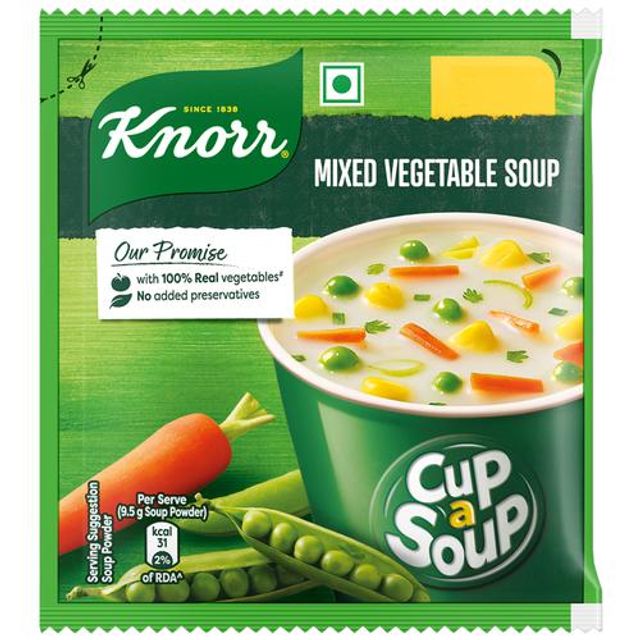 SINCE 1838
Knorr®
MIXED VEGETABLE SOUP
Our Promise
with 100% Real vegetables#
No added preservatives
Cup
a
Soup
Per Serve
(9.5 g Soup Powder)
kcal
31
2%
of RDA^
Serving Suggestion
Soup Powder